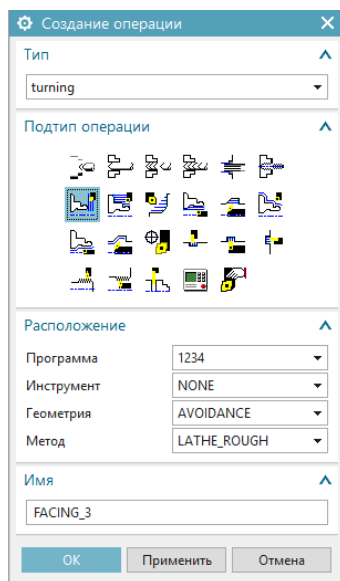 Создание операции
Тип
turning
Подтип операции
Расположение
Программа 1234
Инструмент NONE
Геометрия AVOIDANCE
Метод LATHE_ROUGH
Имя
FACING_3
OK Применить Отмена